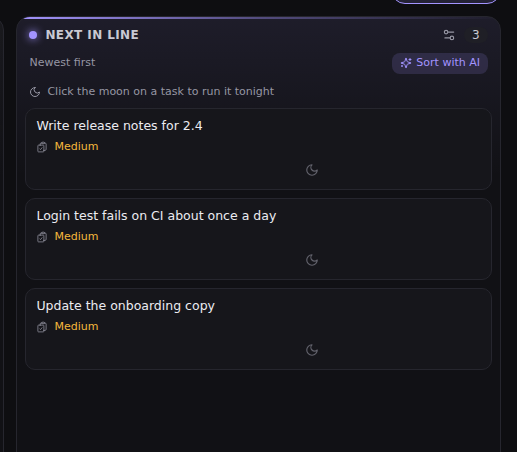 NEXT IN LINE 3
Newest first Sort with AI
Click the moon on a task to run it tonight
Write release notes for 2.4
Medium
Login test fails on CI about once a day
Medium
Update the onboarding copy
Medium